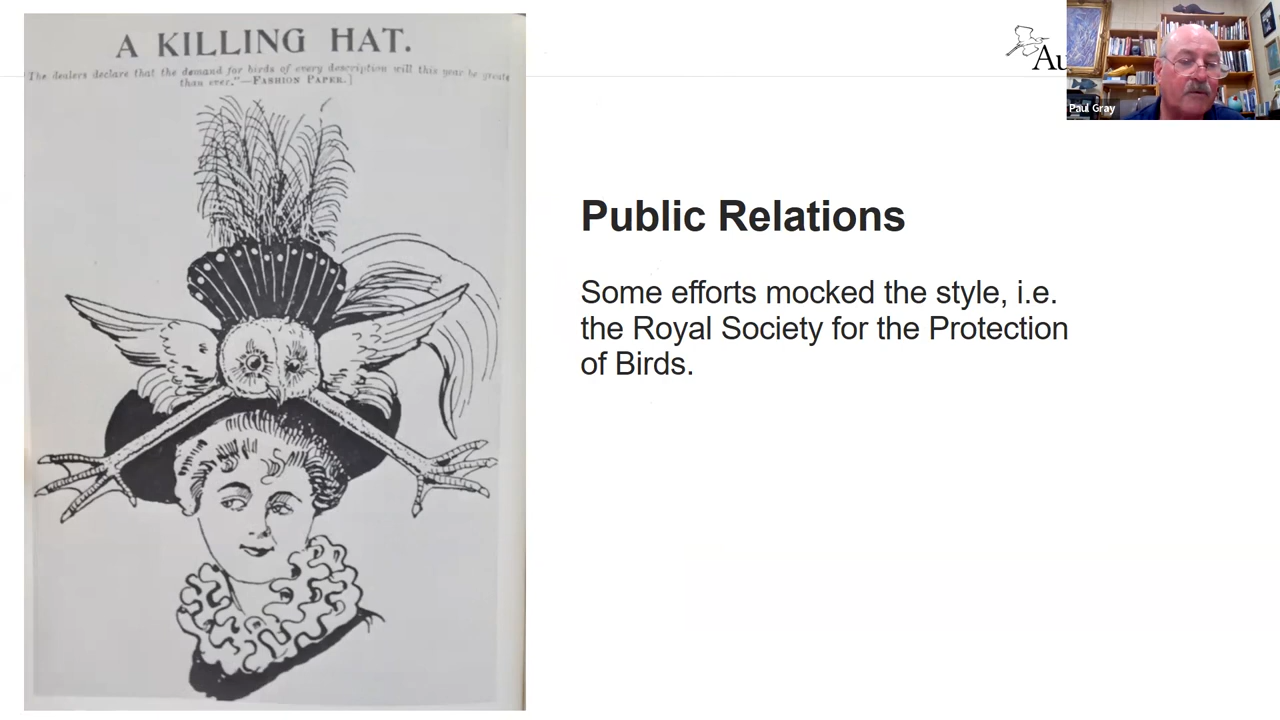 A KILLING HAT.
The dealers declare that the demand for birds of every description will this year be greate
than ever."—FASHION PAPER.]
Au
Paul Gray
Public Relations
Some efforts mocked the style, i.e.
the Royal Society for the Protection
of Birds.